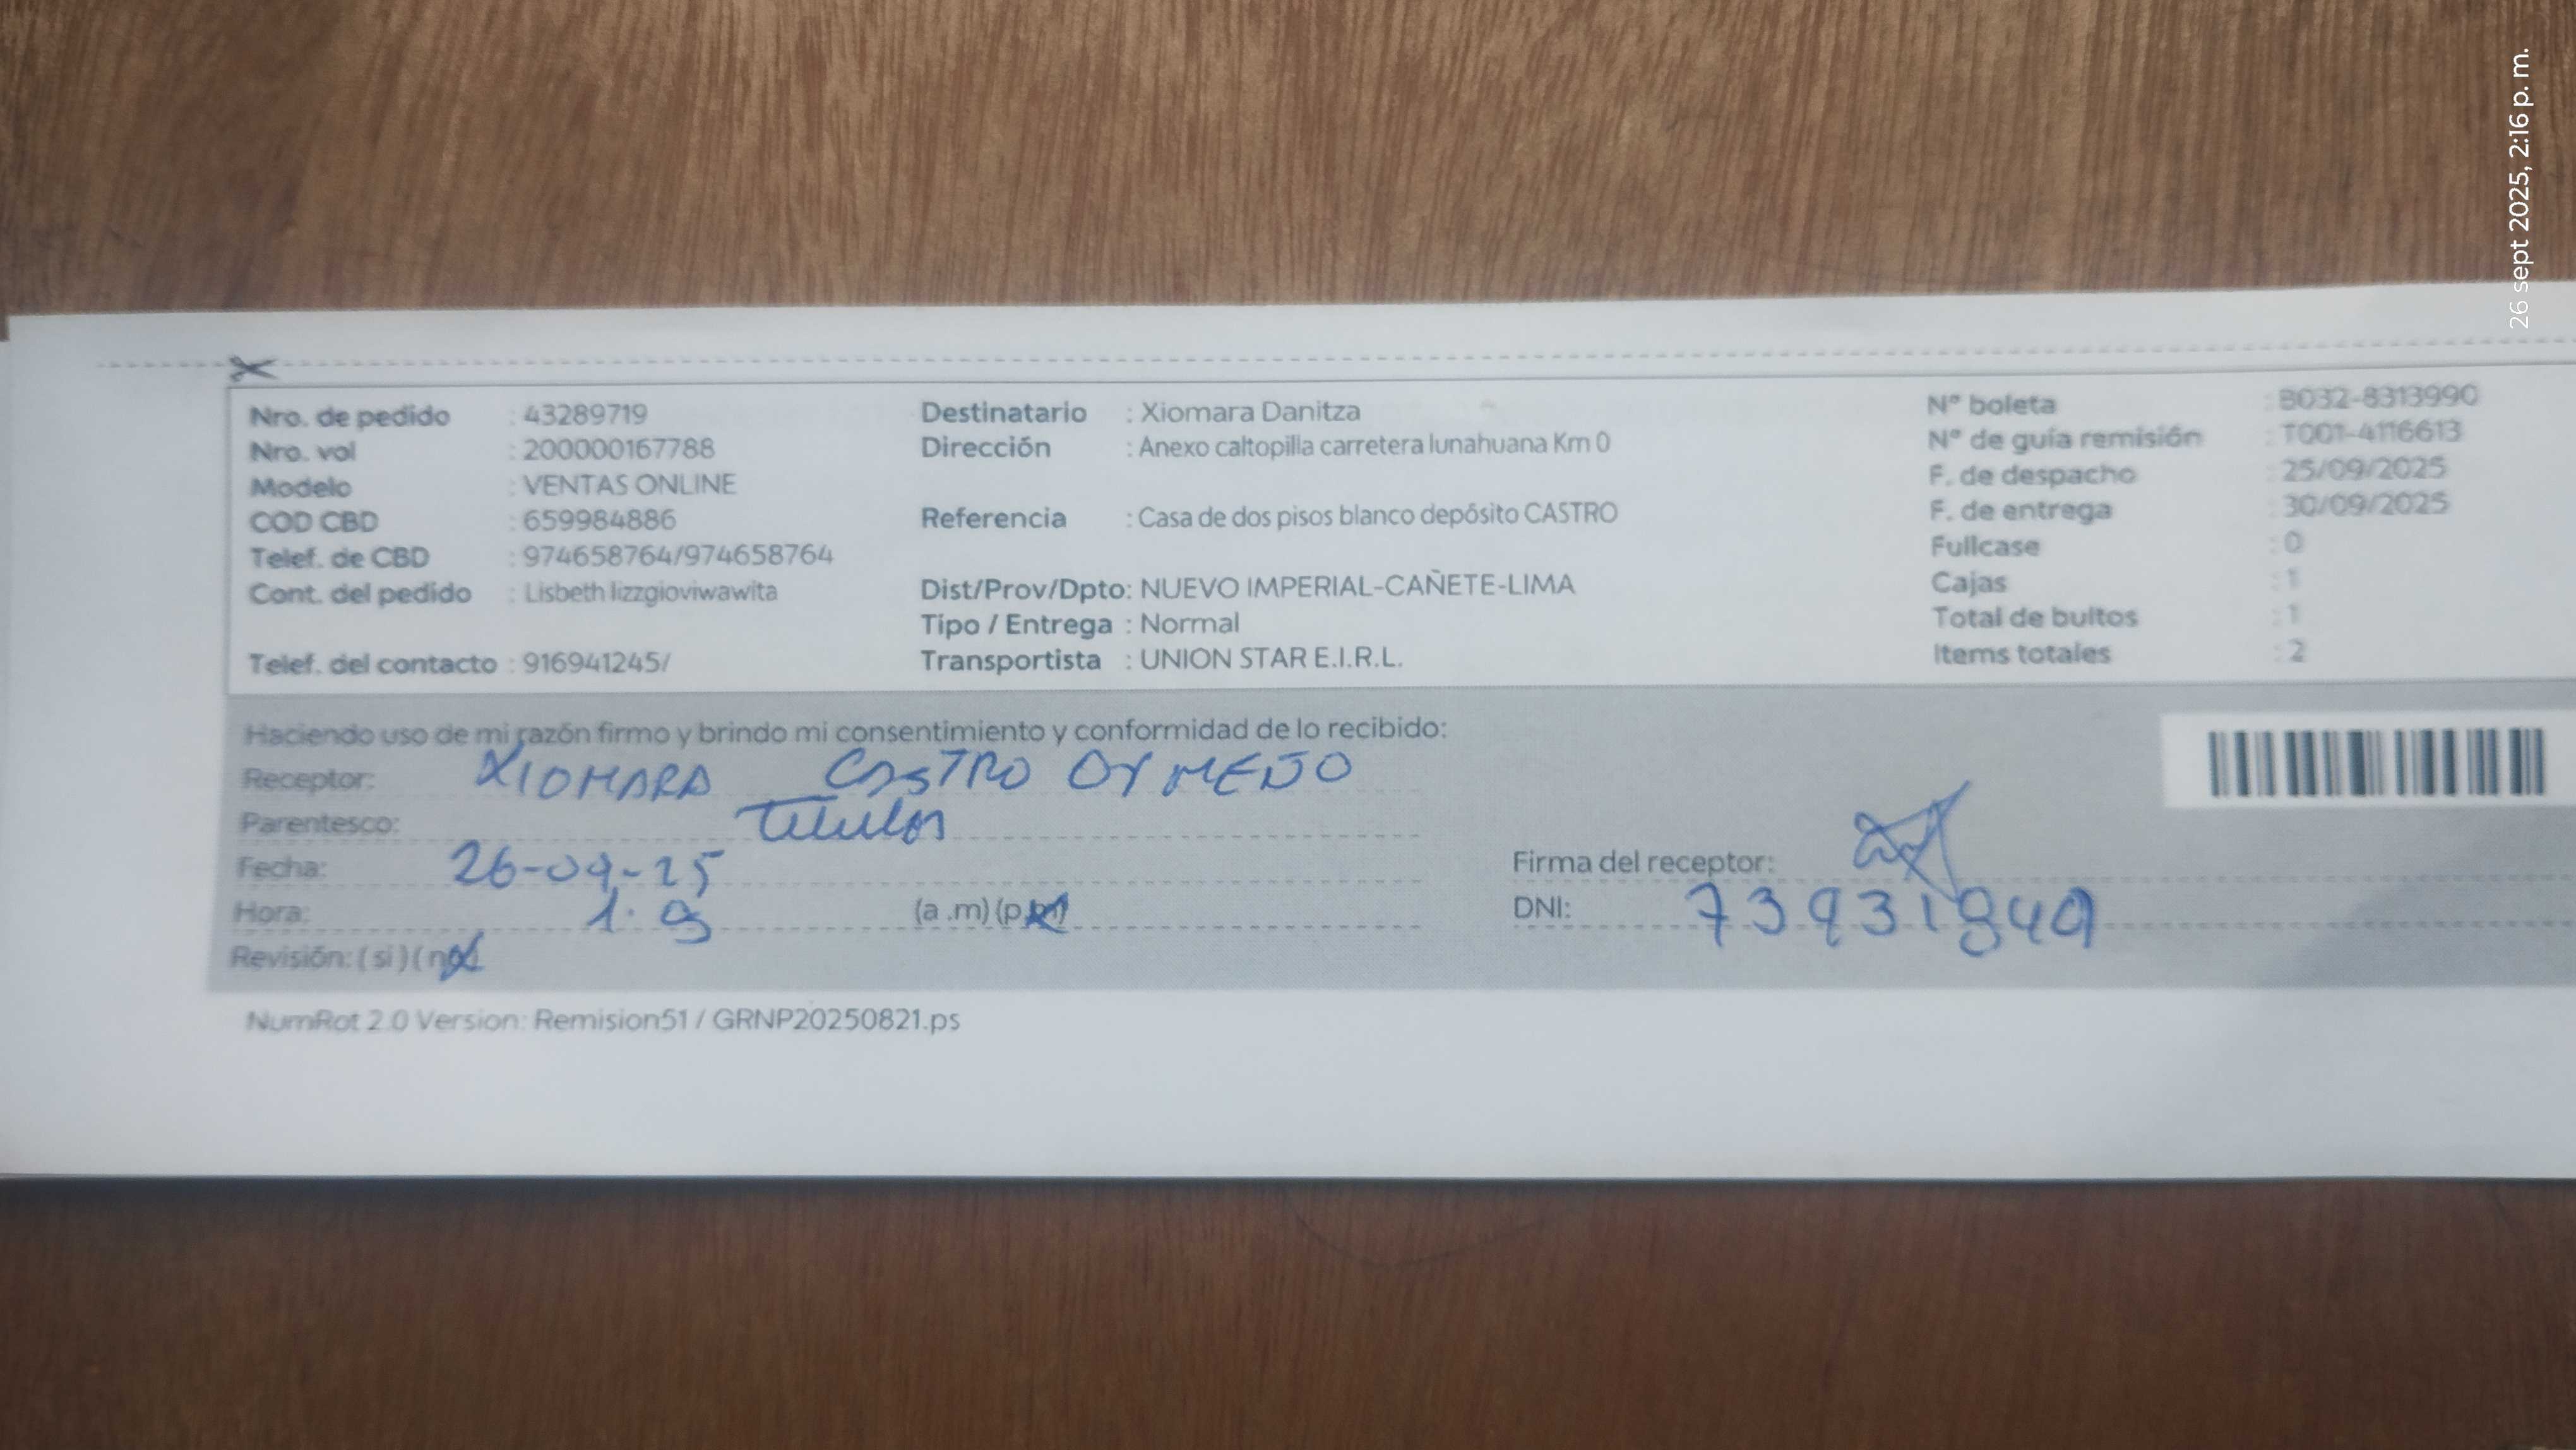 26 sept 2025, 2:16 p. m.
Nro. de pedido : 43289719
Nro. vol : 200000167788
Modelo : VENTAS ONLINE
COD CBD : 659984886
Telef. de CBD : 974658764/974658764
Cont. del pedido : Lisbeth lizzgioviwawita
Telef. del contacto : 916941245/
Destinatario : Xiomara Danitza
Dirección : Anexo caltopilla carretera lunahuana Km 0
Referencia : Casa de dos pisos blanco depósito CASTRO
Dist/Prov/Dpto: NUEVO IMPERIAL-CAÑETE-LIMA
Tipo / Entrega : Normal
Transportista : UNION STAR E.I.R.L.
N° boleta : B032-8313990
N° de guía remisión : T001-4116613
F. de despacho : 25/09/2025
F. de entrega : 30/09/2025
Fullcase : 0
Cajas : 1
Total de bultos : 1
Items totales : 2
Haciendo uso de mi razón firmo y brindo mi consentimiento y conformidad de lo recibido:
Receptor: XIOMARA CASTRO
Parentesco: Titular
Fecha: 26-09-25
Hora: (a .m) (p.m)
Revisión: ( si ) ( no )
Firma del receptor:
DNI: 73931949
NumRot 2.0 Version: Remision51 / GRNP20250821.ps